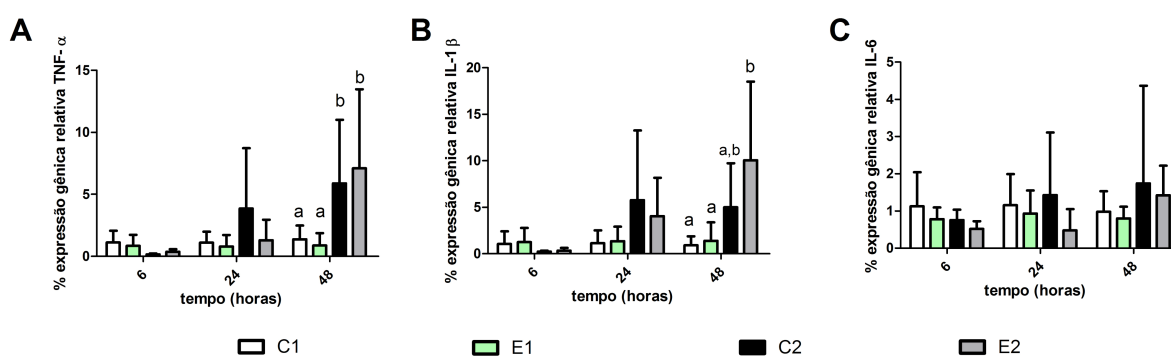 A
% expressão gênica relativa TNF- α
15
10
5
0
a
a
b
b
6
24
48
tempo (horas)
B
% expressão gênica relativa IL-1 β
20
15
10
5
0
a
a
a,b
b
6
24
48
tempo (horas)
C
% expressão gênica relativa IL-6
5
4
3
2
1
0
6
24
48
tempo (horas)
C1
E1
C2
E2